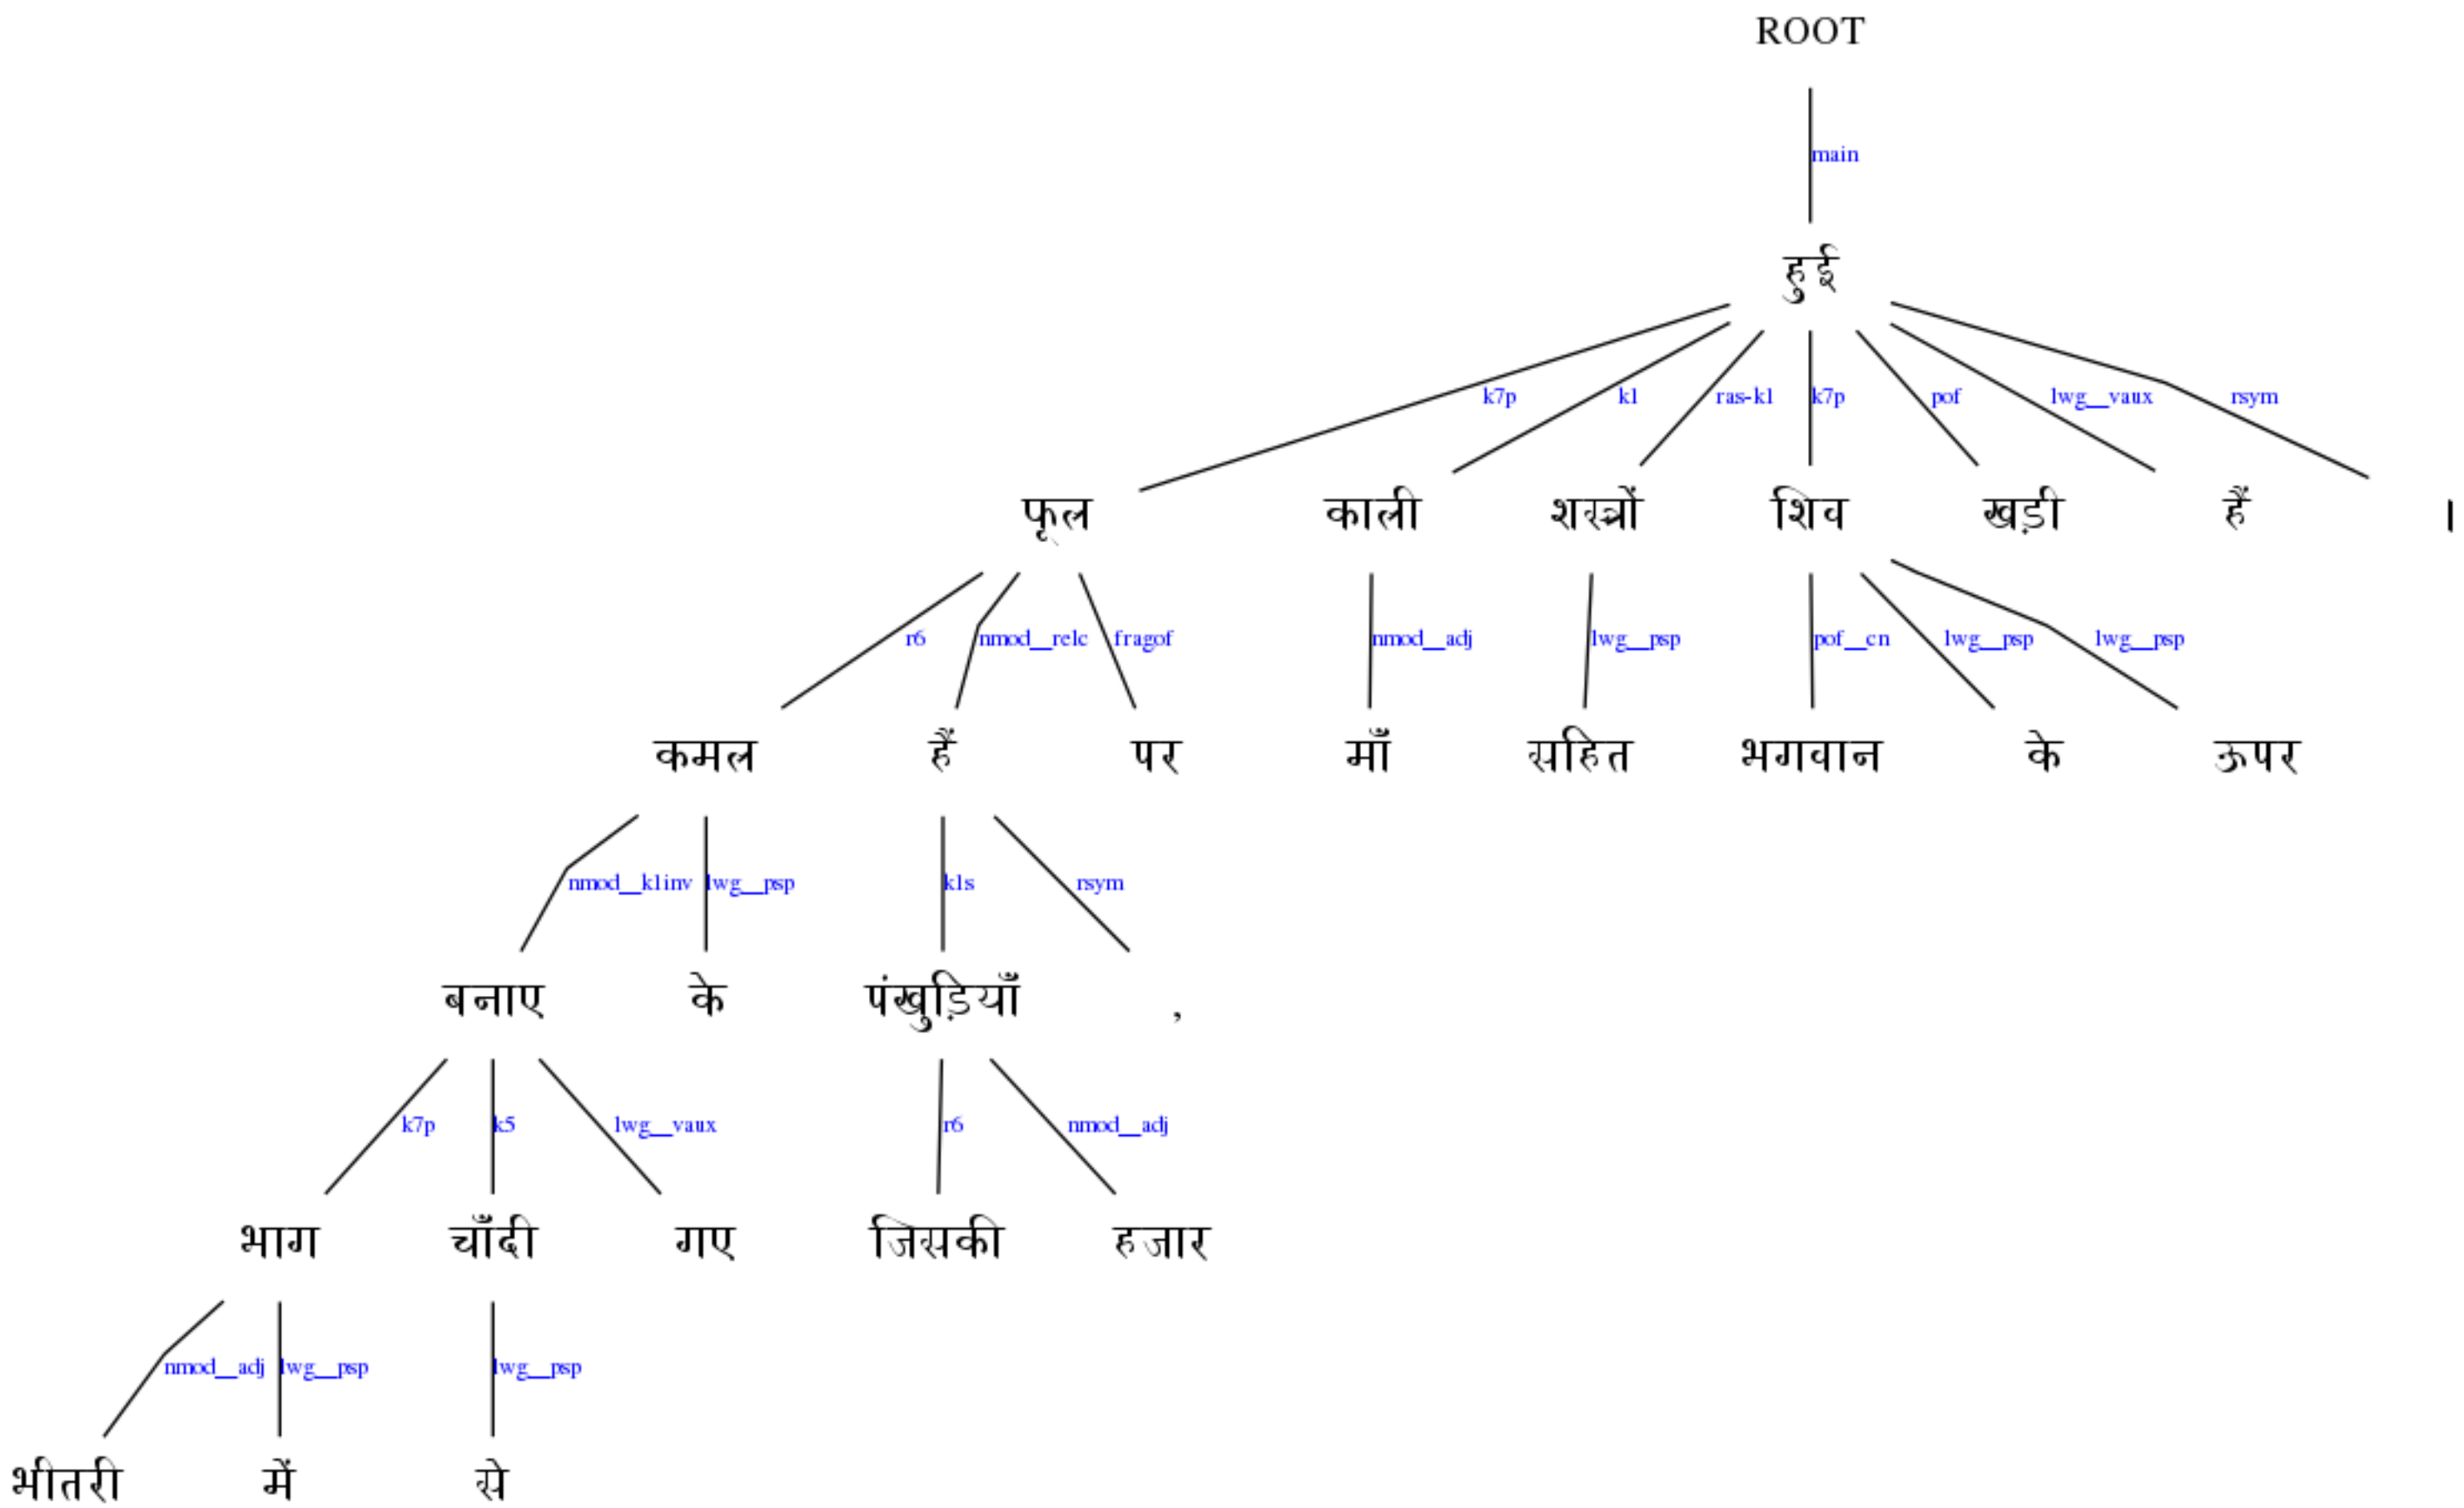 ROOT
main
हुई
k7p k1 ras-k1 k7p pof lwg__vaux rsym
फूल काली शस्त्रों शिव खड़ी हैं ।
r6 nmod__relc fragof nmod__adj lwg__psp pof__cn lwg__psp lwg__psp
कमल हैं पर माँ सहित भगवान के ऊपर
nmod__k1inv lwg__psp k1s rsym
बनाए के पंखुड़ियाँ ,
k7p k5 lwg__vaux r6 nmod__adj
भाग चाँदी गए जिसकी हजार
nmod__adj lwg__psp lwg__psp
भीतरी में से